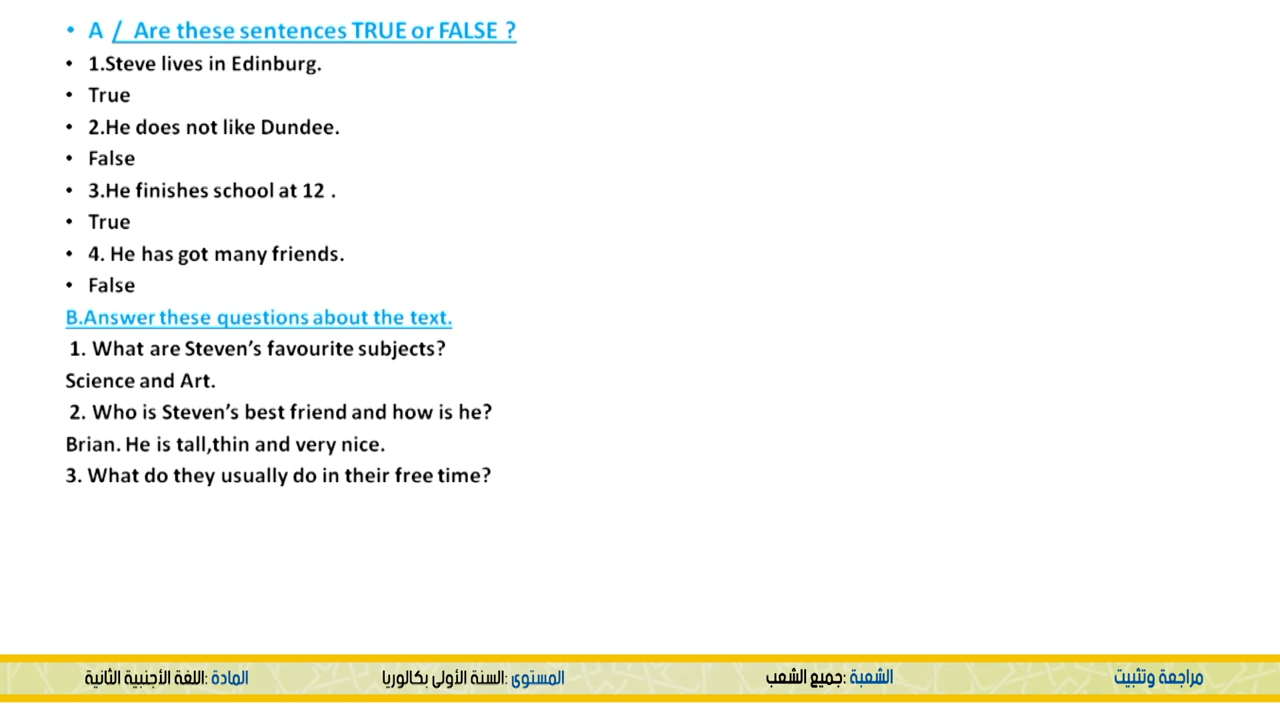 • A / Are these sentences TRUE or FALSE ?
• 1.Steve lives in Edinburg.
• True
• 2.He does not like Dundee.
• False
• 3.He finishes school at 12 .
• True
• 4. He has got many friends.
• False
B.Answer these questions about the text.
1. What are Steven's favourite subjects?
Science and Art.
2. Who is Steven's best friend and how is he?
Brian. He is tall,thin and very nice.
3. What do they usually do in their free time?
مراجعة وتثبيت الشعبة :جميع الشعب المستوى :السنة الأولى بكالوريا المادة :اللغة الأجنبية الثانية